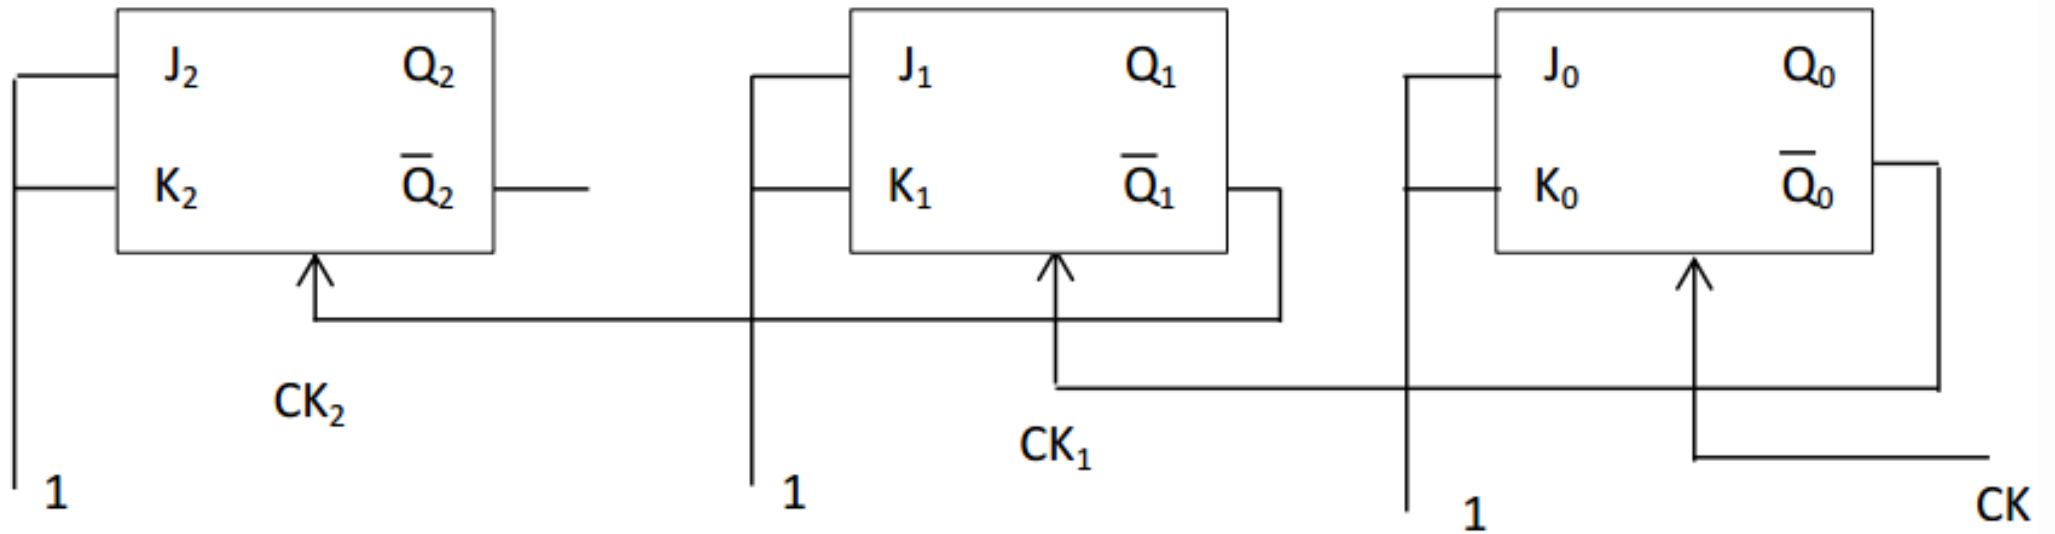 J₂ Q₂ J₁ Q₁ J₀ Q₀
K₂ Q̅₂ K₁ Q̅₁ K₀ Q̅₀
CK₂
CK₁
1 1 1 CK